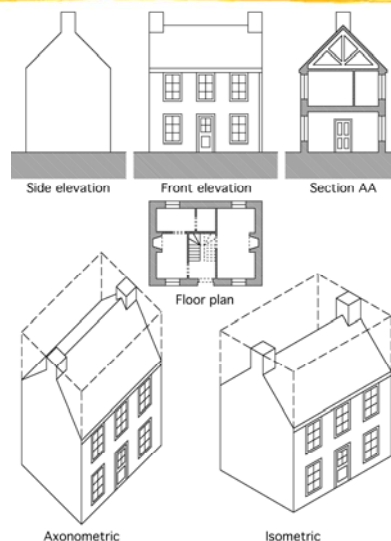 Side elevation
Front elevation
Section AA
Floor plan
Axonometric
Isometric